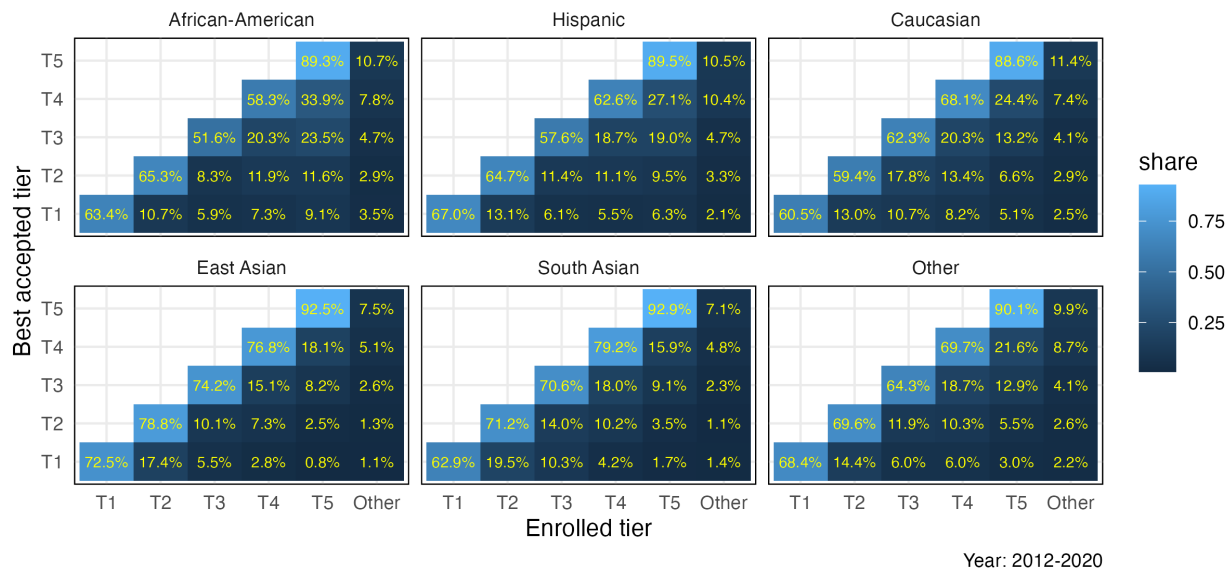 African-American Hispanic Caucasian
T5 89.3% 10.7% 89.5% 10.5% 88.6% 11.4%
T4 58.3% 33.9% 7.8% 62.6% 27.1% 10.4% 68.1% 24.4% 7.4%
T3 51.6% 20.3% 23.5% 4.7% 57.6% 18.7% 19.0% 4.7% 62.3% 20.3% 13.2% 4.1%
T2 65.3% 8.3% 11.9% 11.6% 2.9% 64.7% 11.4% 11.1% 9.5% 3.3% 59.4% 17.8% 13.4% 6.6% 2.9%
T1 63.4% 10.7% 5.9% 7.3% 9.1% 3.5% 67.0% 13.1% 6.1% 5.5% 6.3% 2.1% 60.5% 13.0% 10.7% 8.2% 5.1% 2.5%
East Asian South Asian Other
T5 92.5% 7.5% 92.9% 7.1% 90.1% 9.9%
T4 76.8% 18.1% 5.1% 79.2% 15.9% 4.8% 69.7% 21.6% 8.7%
T3 74.2% 15.1% 8.2% 2.6% 70.6% 18.0% 9.1% 2.3% 64.3% 18.7% 12.9% 4.1%
T2 78.8% 10.1% 7.3% 2.5% 1.3% 71.2% 14.0% 10.2% 3.5% 1.1% 69.6% 11.9% 10.3% 5.5% 2.6%
T1 72.5% 17.4% 5.5% 2.8% 0.8% 1.1% 62.9% 19.5% 10.3% 4.2% 1.7% 1.4% 68.4% 14.4% 6.0% 6.0% 3.0% 2.2%
T1 T2 T3 T4 T5 Other T1 T2 T3 T4 T5 Other T1 T2 T3 T4 T5 Other
Best accepted tier
Enrolled tier
share
0.75
0.50
0.25
Year: 2012-2020